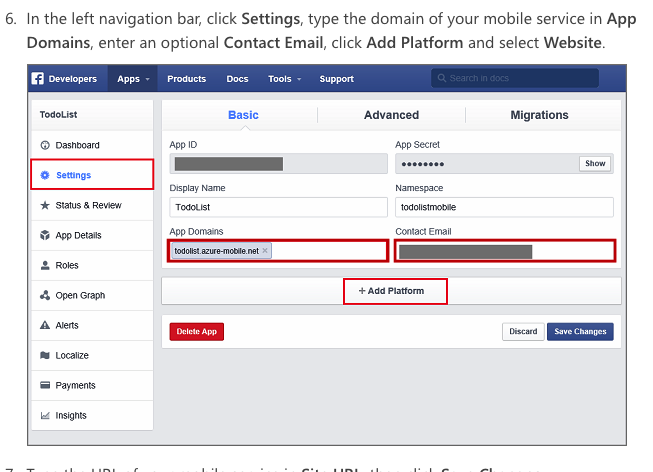 6. In the left navigation bar, click Settings, type the domain of your mobile service in App
Domains, enter an optional Contact Email, click Add Platform and select Website.
f Developers Apps Products Docs Tools Support Search in docs
TodoList
Basic Advanced Migrations
Dashboard
Settings
Status & Review
App Details
Roles
Open Graph
Alerts
Localize
Payments
Insights
App ID App Secret
•••••••• Show
Display Name Namespace
TodoList todolistmobile
App Domains Contact Email
todolist.azure-mobile.net ×
+ Add Platform
Delete App Discard Save Changes